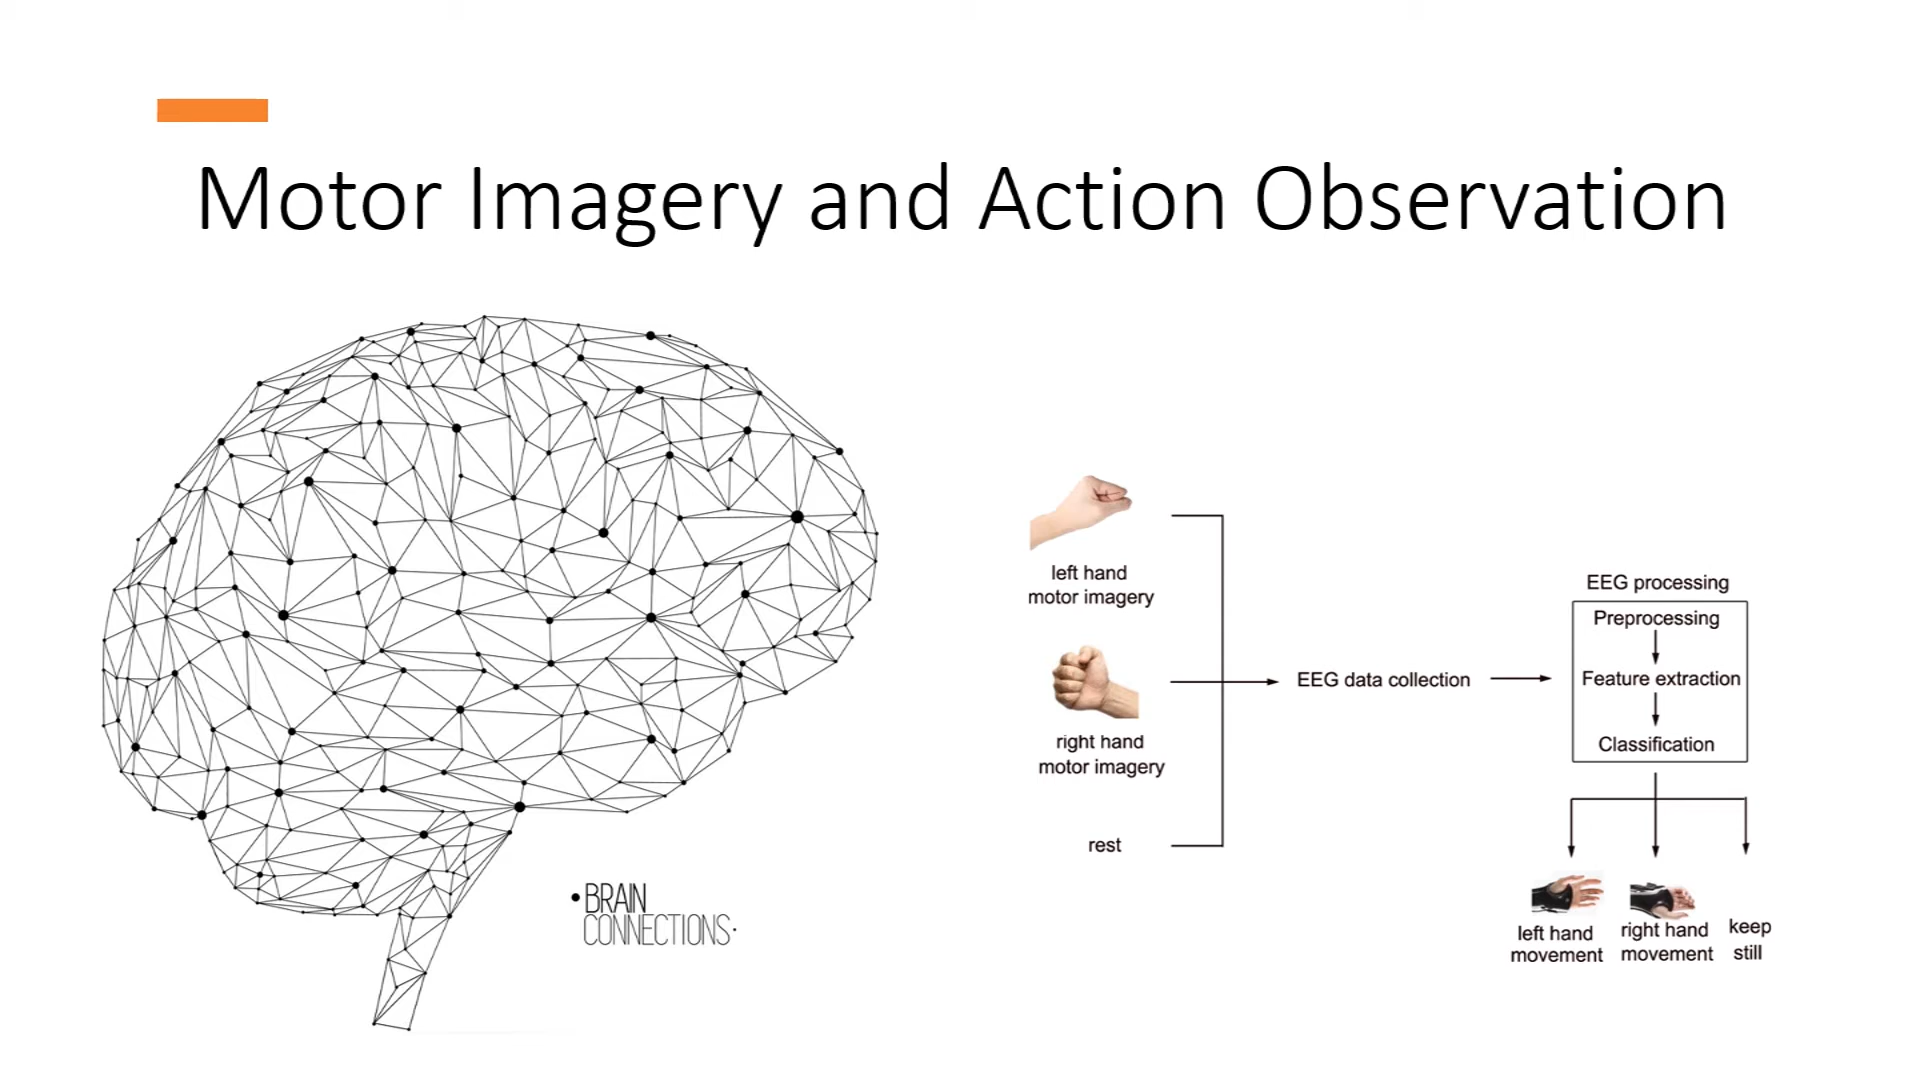 Motor Imagery and Action Observation
BRAIN
CONNECTIONS
left hand
motor imagery
right hand
motor imagery
rest
EEG data collection
EEG processing
Preprocessing
Feature extraction
Classification
left hand
movement
right hand
movement
keep
still